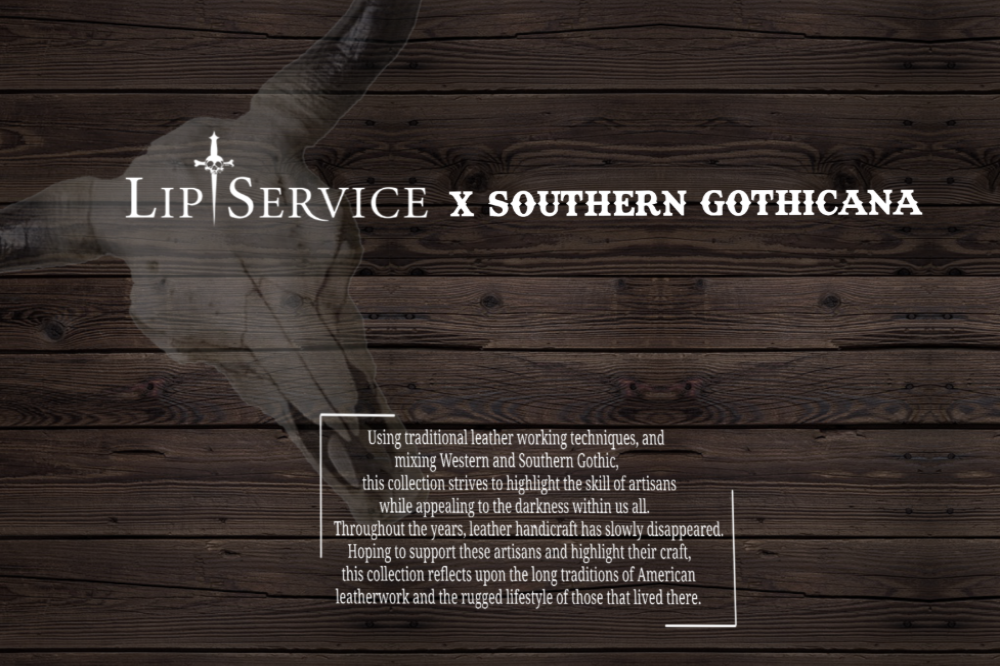 LIP SERVICE X SOUTHERN GOTHICANA
Using traditional leather working techniques, and
mixing Western and Southern Gothic,
this collection strives to highlight the skill of artisans
while appealing to the darkness within us all.
Throughout the years, leather handicraft has slowly disappeared.
Hoping to support these artisans and highlight their craft,
this collection reflects upon the long traditions of American
leatherwork and the rugged lifestyle of those that lived there.